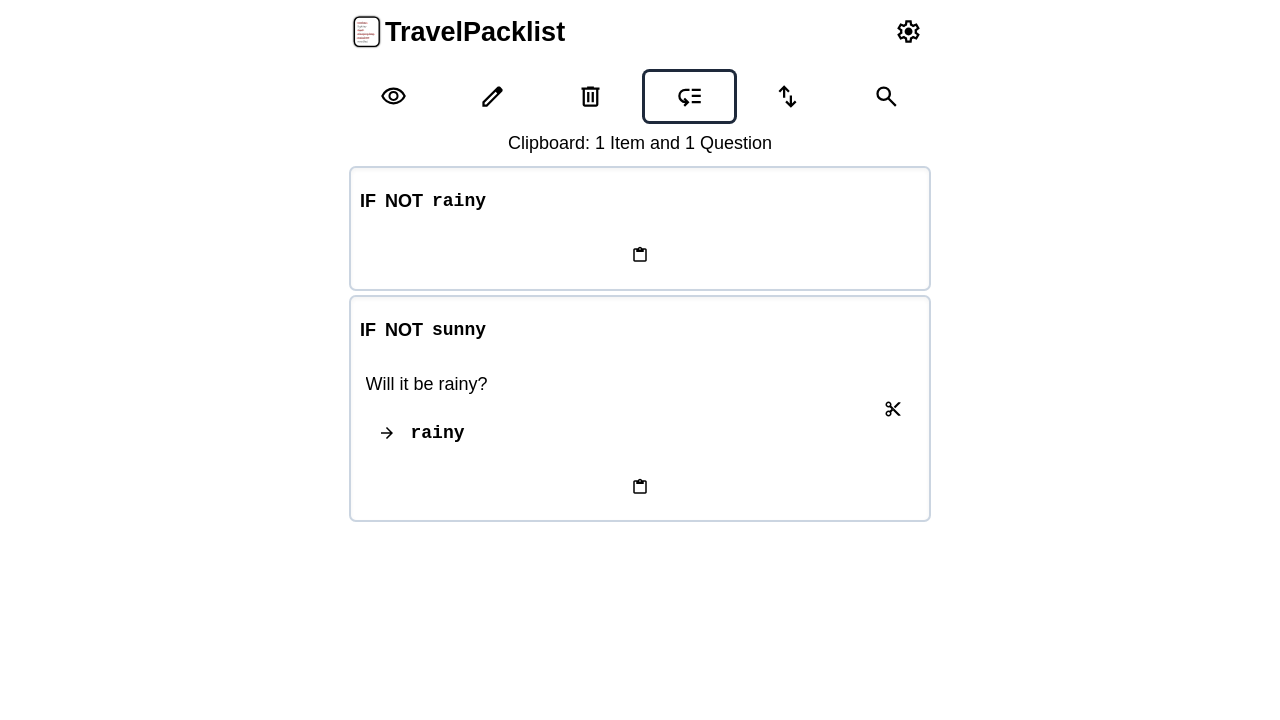 TravelPacklist
Clipboard: 1 Item and 1 Question
IF NOT rainy
IF NOT sunny
Will it be rainy?
→ rainy